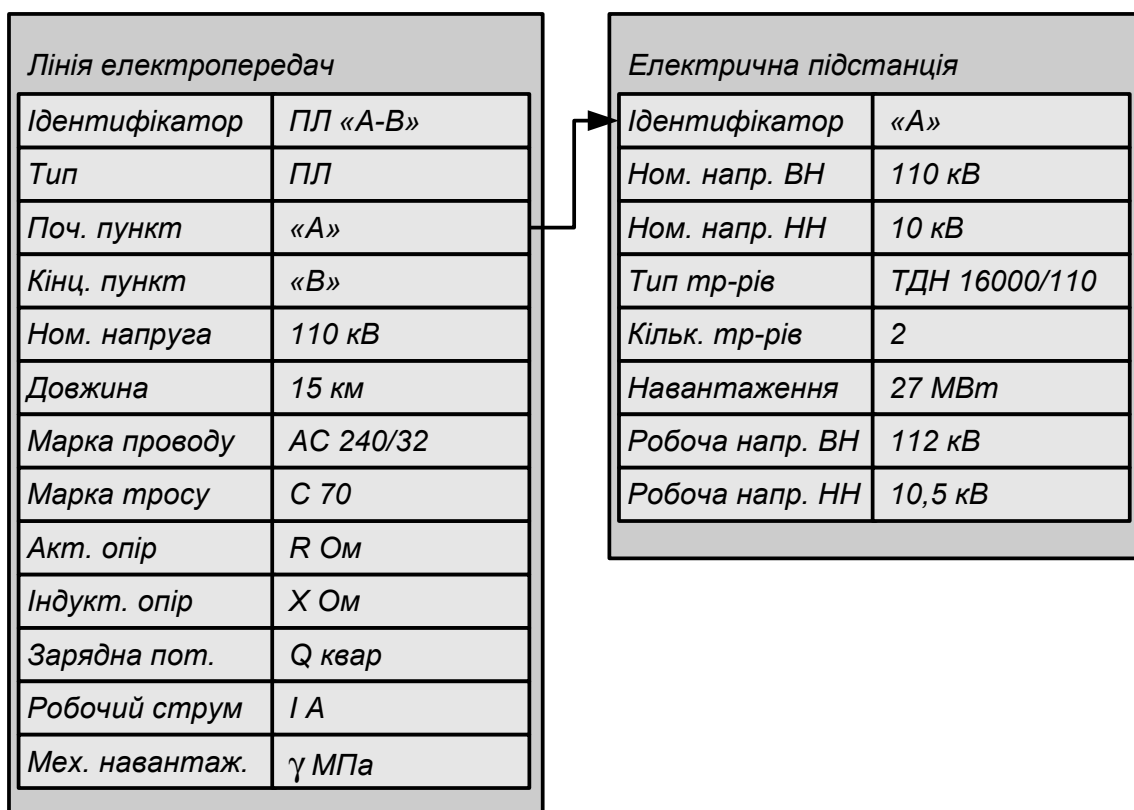 Лінія електропередач
Ідентифікатор ПЛ «А-В»
Тип ПЛ
Поч. пункт «А»
Кінц. пункт «В»
Ном. напруга 110 кВ
Довжина 15 км
Марка проводу АС 240/32
Марка тросу С 70
Акт. опір R Ом
Індукт. опір X Ом
Зарядна пот. Q квар
Робочий струм I А
Мех. навантаж. γ МПа
Електрична підстанція
Ідентифікатор «А»
Ном. напр. ВН 110 кВ
Ном. напр. НН 10 кВ
Тип тр-рів ТДН 16000/110
Кільк. тр-рів 2
Навантаження 27 МВт
Робоча напр. ВН 112 кВ
Робоча напр. НН 10,5 кВ